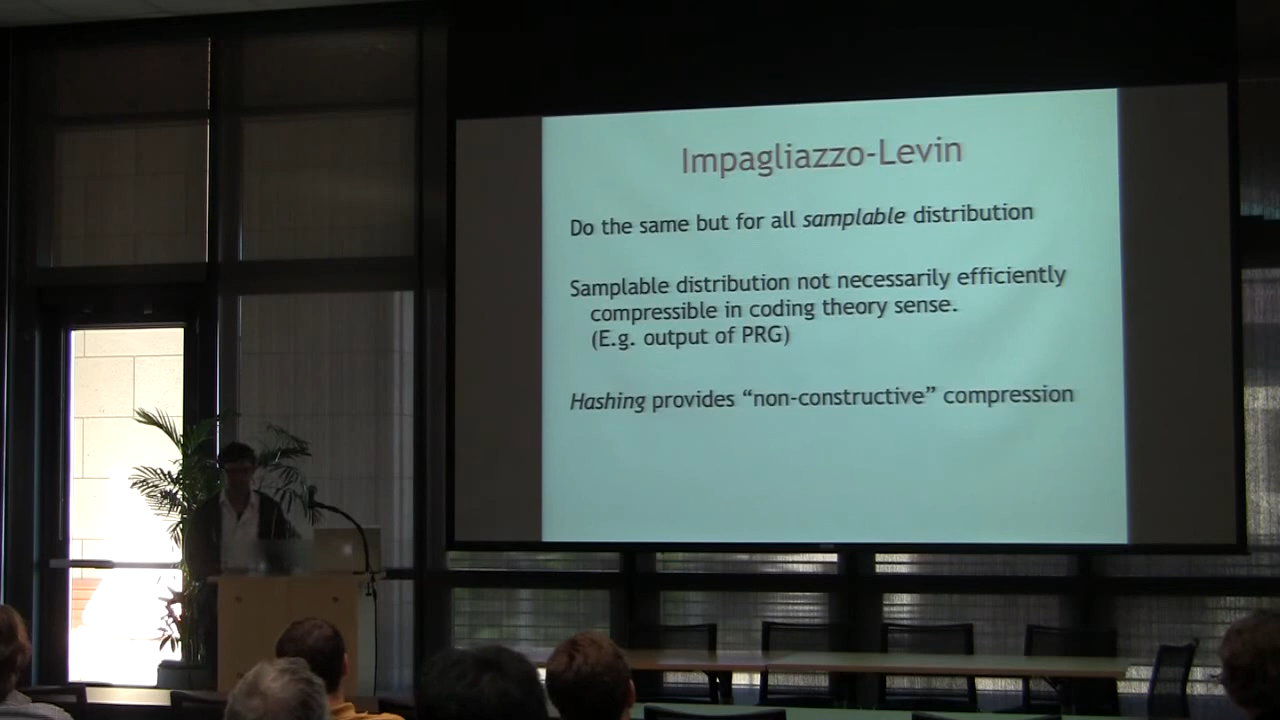 Impagliazzo-Levin
Do the same but for all samplable distribution
Samplable distribution not necessarily efficiently
compressible in coding theory sense.
(E.g. output of PRG)
Hashing provides “non-constructive” compression